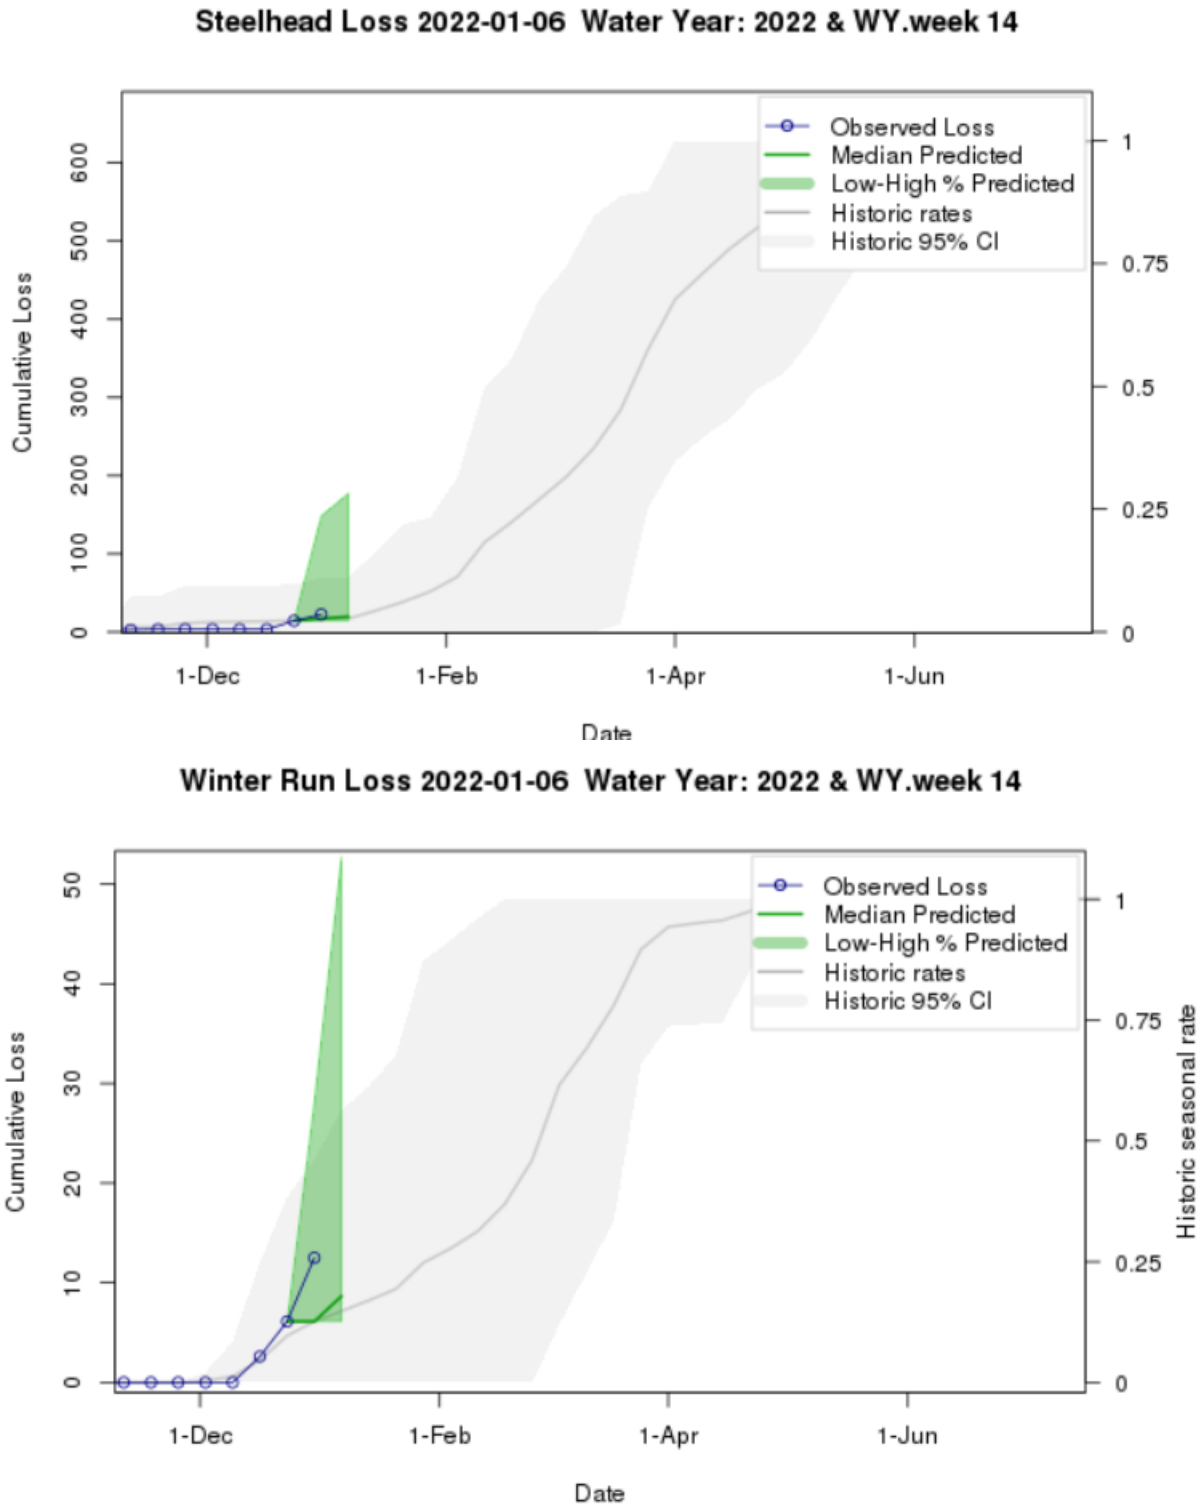 Steelhead Loss 2022-01-06 Water Year: 2022 & WY.week 14
Cumulative Loss
600
500
400
300
200
100
0
Observed Loss
Median Predicted
Low-High % Predicted
Historic rates
Historic 95% CI
1
0.75
0.5
0.25
0
1-Dec
1-Feb
1-Apr
1-Jun
Date
Winter Run Loss 2022-01-06 Water Year: 2022 & WY.week 14
Cumulative Loss
50
40
30
20
10
0
Observed Loss
Median Predicted
Low-High % Predicted
Historic rates
Historic 95% CI
1
0.75
0.5
0.25
0
Historic seasonal rate
1-Dec
1-Feb
1-Apr
1-Jun
Date